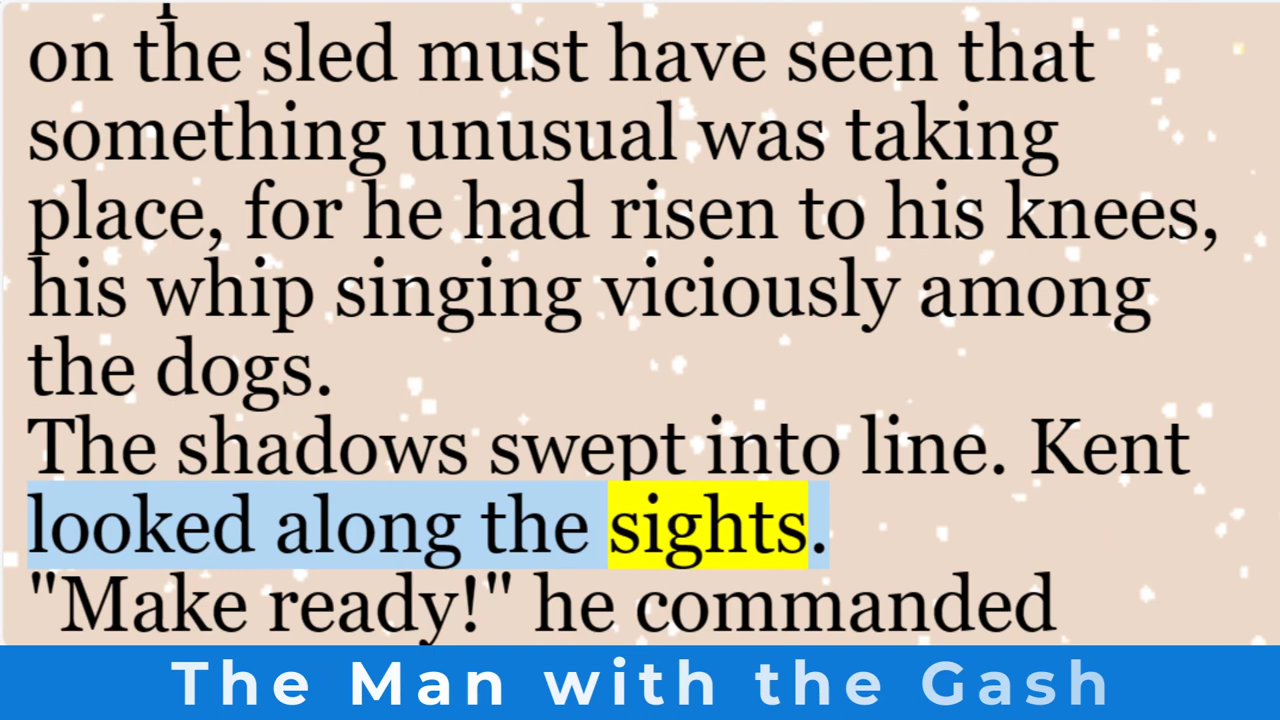 on the sled must have seen that
something unusual was taking
place, for he had risen to his knees,
his whip singing viciously among
the dogs.
The shadows swept into line. Kent
looked along the sights.
"Make ready!" he commanded
The Man with the Gash